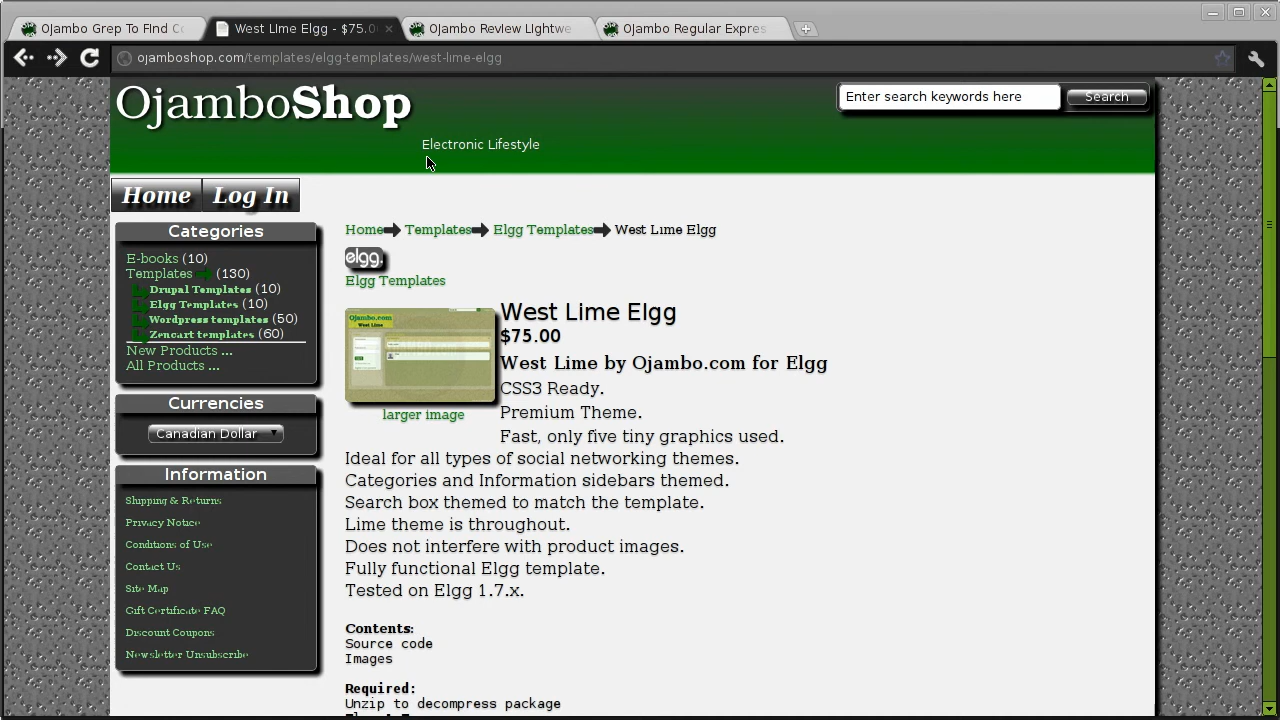 Ojambo Grep To Find C
West Lime Elgg - $75.0
Ojambo Review Lightwe
Ojambo Regular Expres
ojamboshop.com/templates/elgg-templates/west-lime-elgg
OjamboShop
Enter search keywords here
Search
Electronic Lifestyle
Home
Log In
Categories
E-books (10)
Templates (130)
Drupal Templates (10)
Elgg Templates (10)
Wordpress templates (50)
Zencart templates (60)
New Products ...
All Products ...
Currencies
Canadian Dollar
Information
Shipping & Returns
Privacy Notice
Conditions of Use
Contact Us
Site Map
Gift Certificate FAQ
Discount Coupons
Newsletter Unsubscribe
Home Templates Elgg Templates West Lime Elgg
elgg.
Elgg Templates
Ojambo.com
West Lime
larger image
West Lime Elgg
$75.00
West Lime by Ojambo.com for Elgg
CSS3 Ready.
Premium Theme.
Fast, only five tiny graphics used.
Ideal for all types of social networking themes.
Categories and Information sidebars themed.
Search box themed to match the template.
Lime theme is throughout.
Does not interfere with product images.
Fully functional Elgg template.
Tested on Elgg 1.7.x.
Contents:
Source code
Images
Required:
Unzip to decompress package